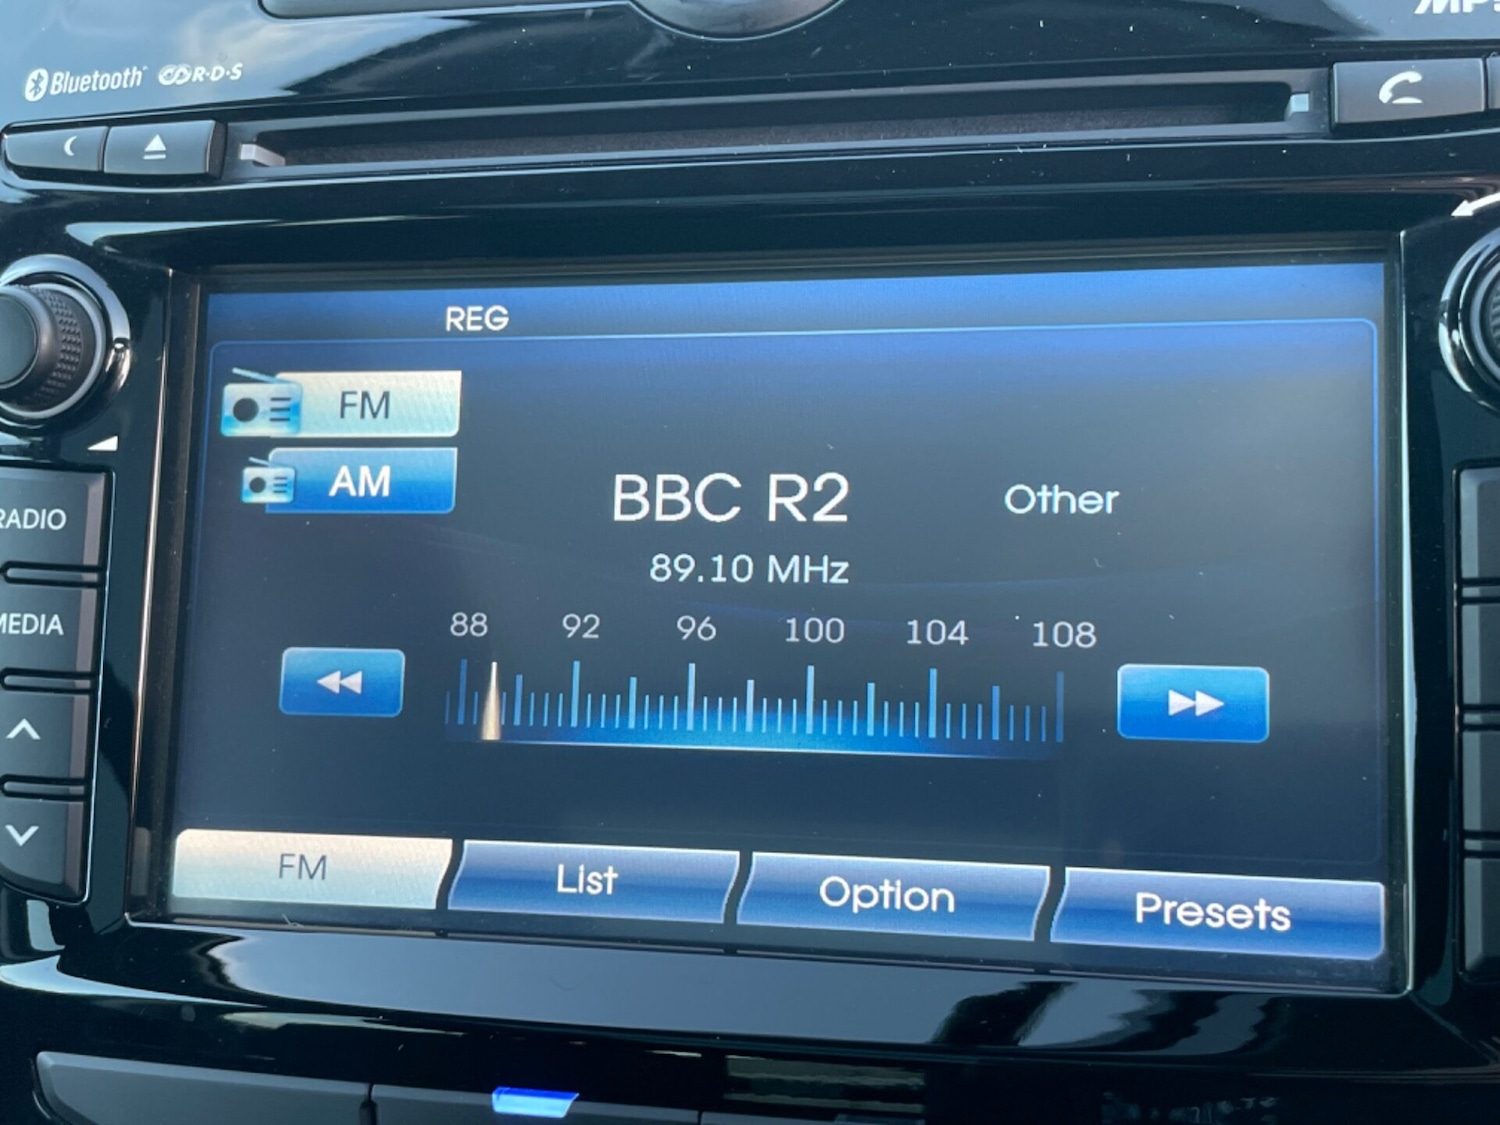 Bluetooth R·D·S
REG
FM
AM
BBC R2
Other
89.10 MHz
88 92 96 100 104 108
RADIO
MEDIA
FM List Option Presets